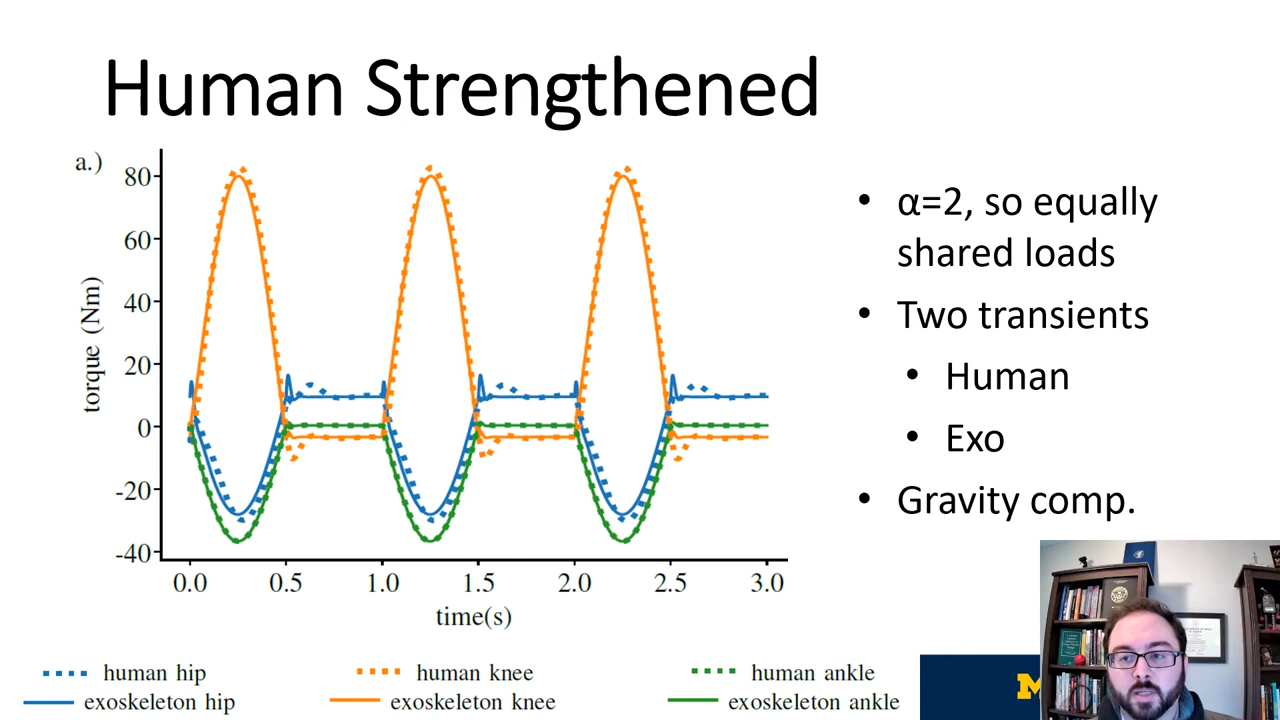 Human Strengthened
a.)
80
60
40
20
0
-20
-40
torque (Nm)
0.0 0.5 1.0 1.5 2.0 2.5 3.0
time(s)
human hip human knee human ankle
exoskeleton hip exoskeleton knee exoskeleton ankle
• α=2, so equally
shared loads
• Two transients
• Human
• Exo
• Gravity comp.
M